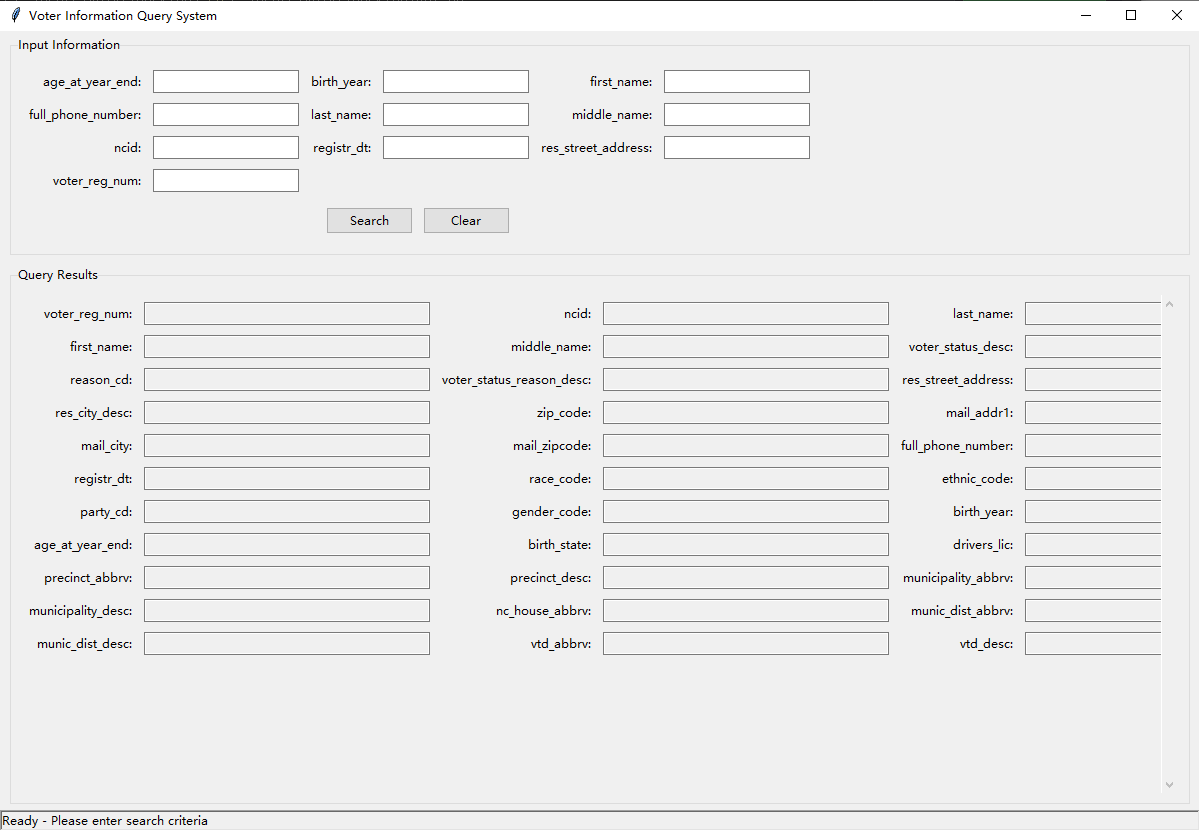 Voter Information Query System
Input Information
age_at_year_end: birth_year: first_name:
full_phone_number: last_name: middle_name:
ncid: registr_dt: res_street_address:
voter_reg_num:
Search Clear
Query Results
voter_reg_num: ncid: last_name:
first_name: middle_name: voter_status_desc:
reason_cd: voter_status_reason_desc: res_street_address:
res_city_desc: zip_code: mail_addr1:
mail_city: mail_zipcode: full_phone_number:
registr_dt: race_code: ethnic_code:
party_cd: gender_code: birth_year:
age_at_year_end: birth_state: drivers_lic:
precinct_abbrv: precinct_desc: municipality_abbrv:
municipality_desc: nc_house_abbrv: munic_dist_abbrv:
munic_dist_desc: vtd_abbrv: vtd_desc:
Ready - Please enter search criteria